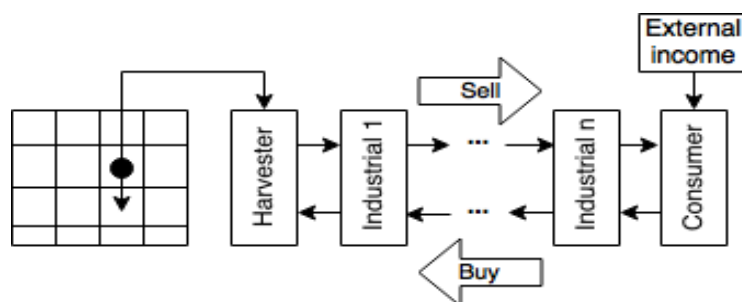 External
income
Sell
Harvester
Industrial 1
...
Industrial n
Consumer
...
Buy